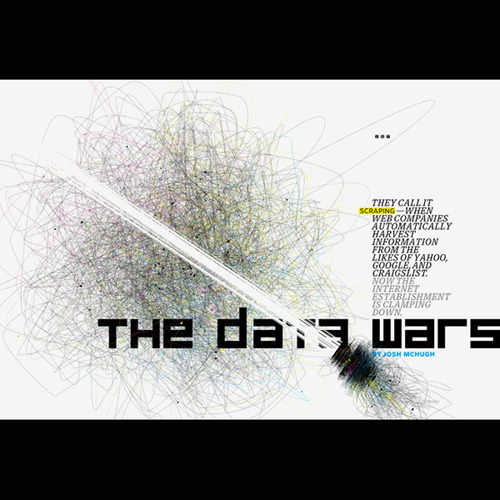 THEY CALL IT
SCRAPING—WHEN
WEB COMPANIES
AUTOMATICALLY
HARVEST
INFORMATION
FROM THE
LIKES OF YAHOO,
GOOGLE, AND
CRAIGSLIST.
NOW THE
INTERNET
ESTABLISHMENT
IS CLAMPING
DOWN.
THe daTa wars
BY JOSH MCHUGH